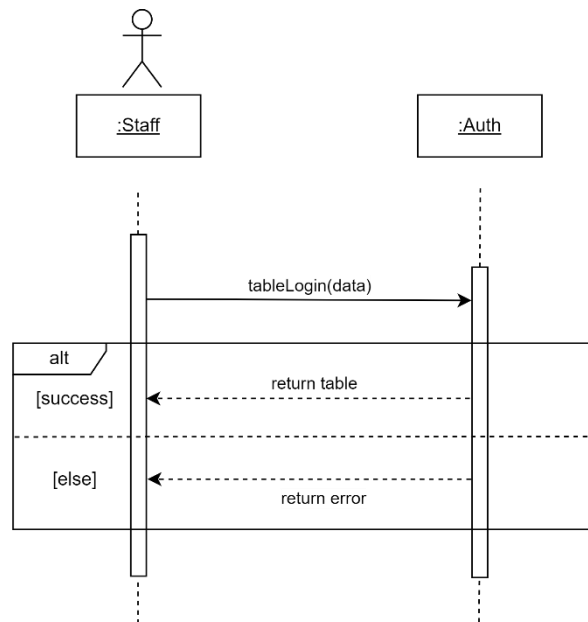 :Staff
:Auth
tableLogin(data)
alt
return table
[success]
[else]
return error